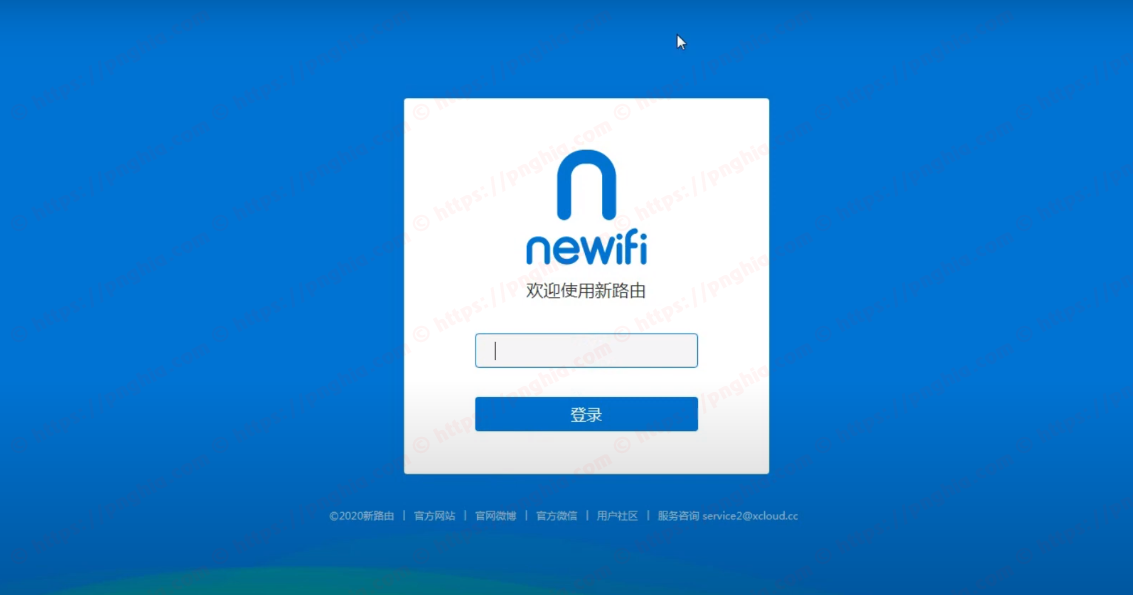 newifi
欢迎使用新路由
登录
©2020新路由 | 官方网站 | 官网微博 | 官方微信 | 用户社区 | 服务咨询 service2@xcloud.cc
© https://pnghig.com